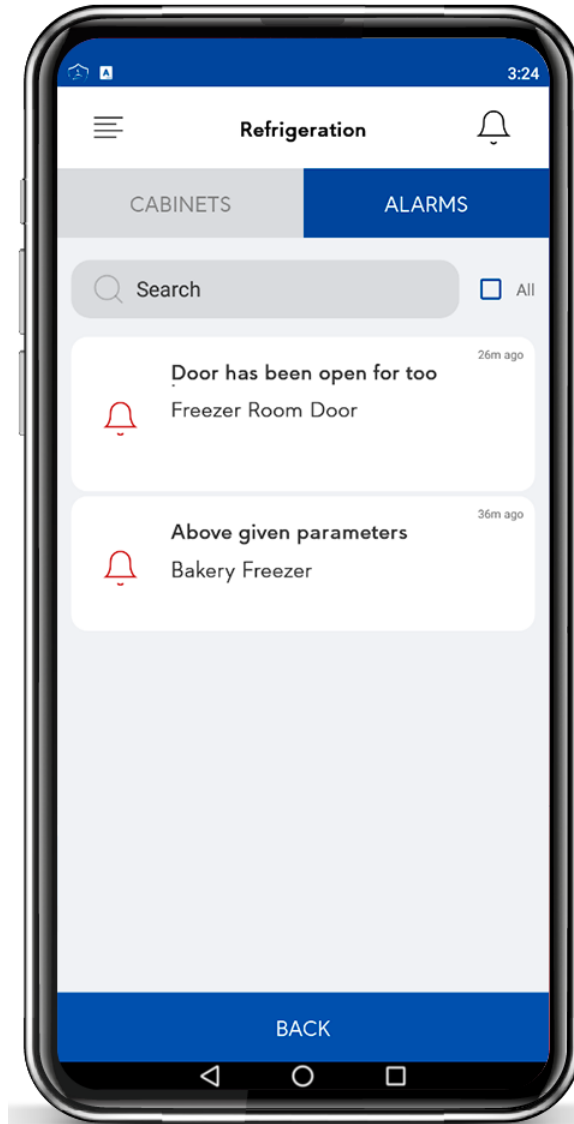 3:24
Refrigeration
CABINETS
ALARMS
Search
All
26m ago
Door has been open for too
Freezer Room Door
36m ago
Above given parameters
Bakery Freezer
BACK